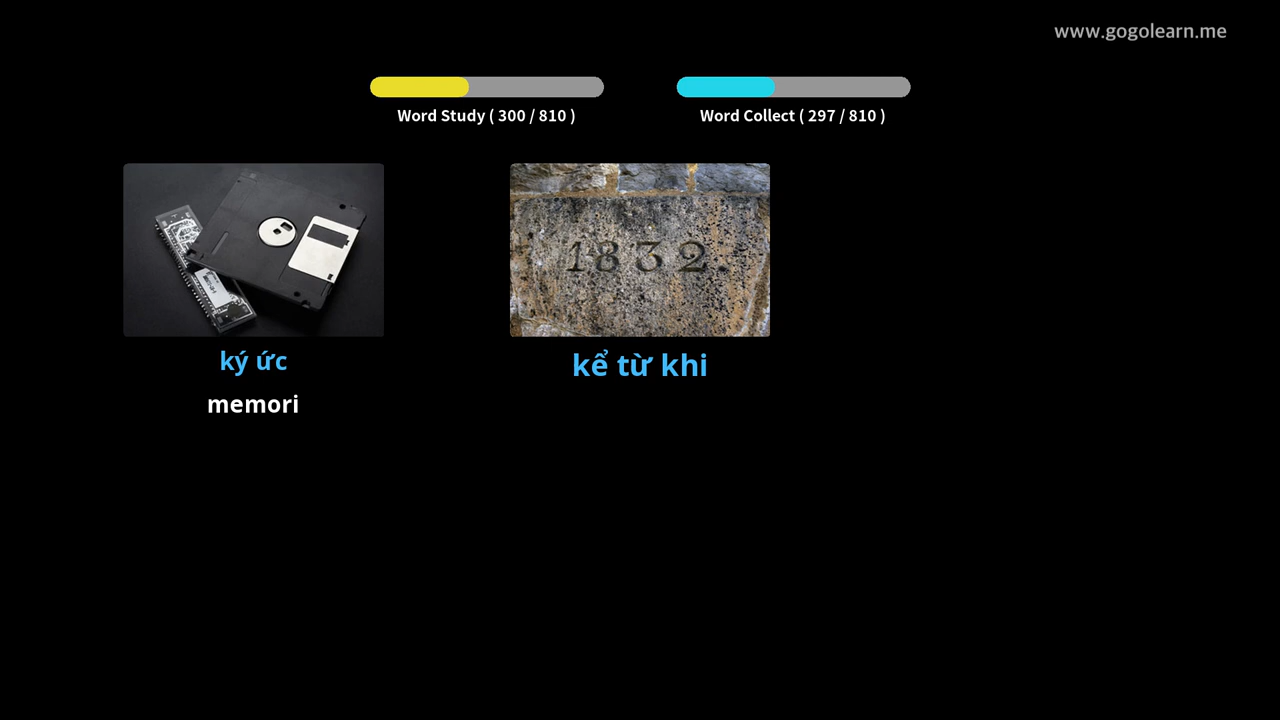 www.gogolearn.me
Word Study ( 300 / 810 )
Word Collect ( 297 / 810 )
1832.
ký ức
kể từ khi
memori